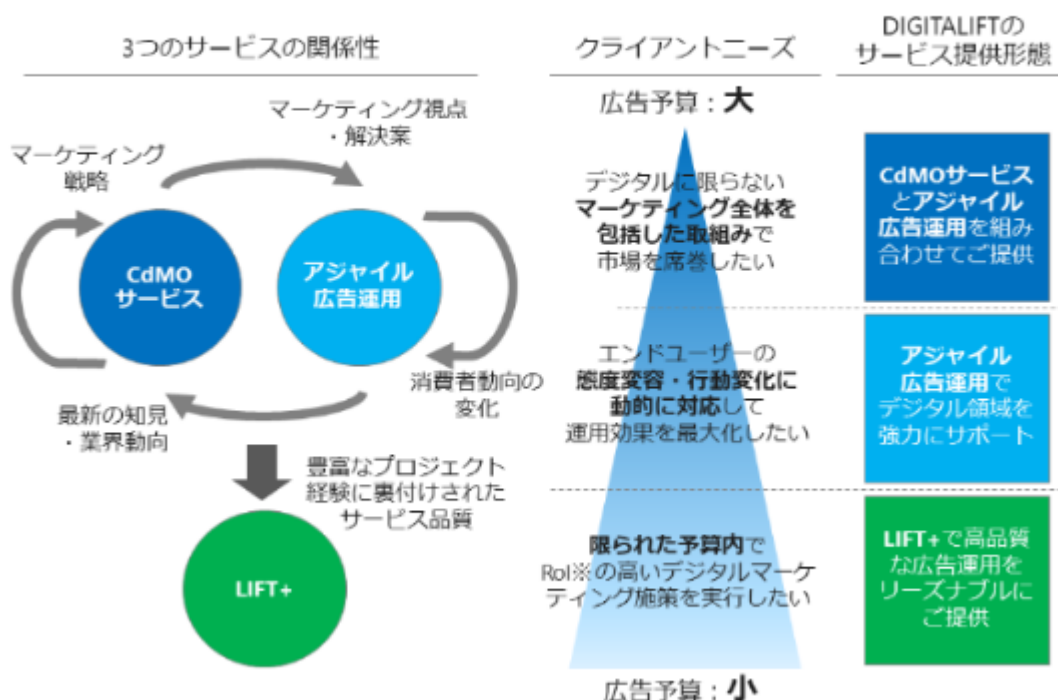 3つのサービスの関係性
マーケティング視点
・解決案
マーケティング
戦略
CdMO
サービス
アジャイル
広告運用
消費者動向の
変化
最新の知見
・業界動向
豊富なプロジェクト
経験に裏付けされた
サービス品質
LIFT+
クライアントニーズ
広告予算：大
デジタルに限らない
マーケティング全体を
包括した取組みで
市場を席巻したい
エンドユーザーの
態度変容・行動変化に
動的に対応して
運用効果を最大化したい
限られた予算内で
RoI※の高いデジタルマーケ
ティング施策を実行したい
広告予算：小
DIGITALIFTの
サービス提供形態
CdMOサービス
とアジャイル
広告運用を組み
合わせてご提供
アジャイル
広告運用で
デジタル領域を
強力にサポート
LIFT+で高品質
な広告運用を
リーズナブルに
ご提供